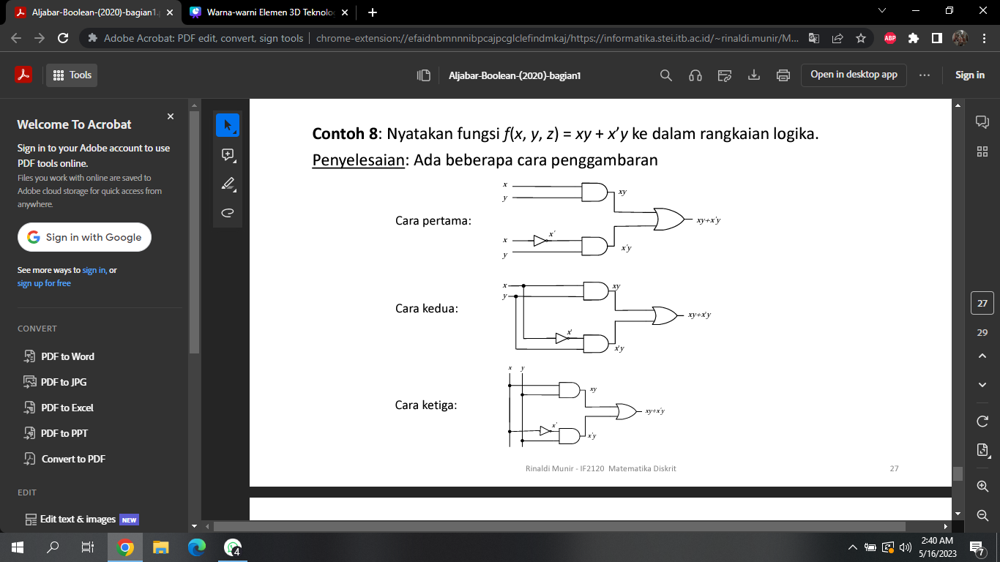 Aljabar-Boolean-(2020)-bagian1.
Warna-warni Elemen 3D Teknolo
Adobe Acrobat: PDF edit, convert, sign tools | chrome-extension://efaidnbmnnnibpcajpcglclefindmkaj/https://informatika.stei.itb.ac.id/~rinaldi.munir/M...
ABP
Tools
Aljabar-Boolean-(2020)-bagian1
Open in desktop app
Sign in
Welcome To Acrobat
Sign in to your Adobe account to use
PDF tools online.
Files you work with online are saved to
Adobe cloud storage for quick access from
anywhere.
Sign in with Google
See more ways to sign in, or
sign up for free
CONVERT
PDF to Word
PDF to JPG
PDF to Excel
PDF to PPT
Convert to PDF
EDIT
Edit text & images NEW
Contoh 8: Nyatakan fungsi f(x, y, z) = xy + x’y ke dalam rangkaian logika.
Penyelesaian: Ada beberapa cara penggambaran
Cara pertama:
x
y
xy
x
x'
y
x'y
xy+x'y
Cara kedua:
x
y
xy
x'
x'y
xy+x'y
Cara ketiga:
x y
xy
x'
x'y
xy+x'y
Rinaldi Munir - IF2120 Matematika Diskrit
27
27
29
4
2:40 AM
5/16/2023
7